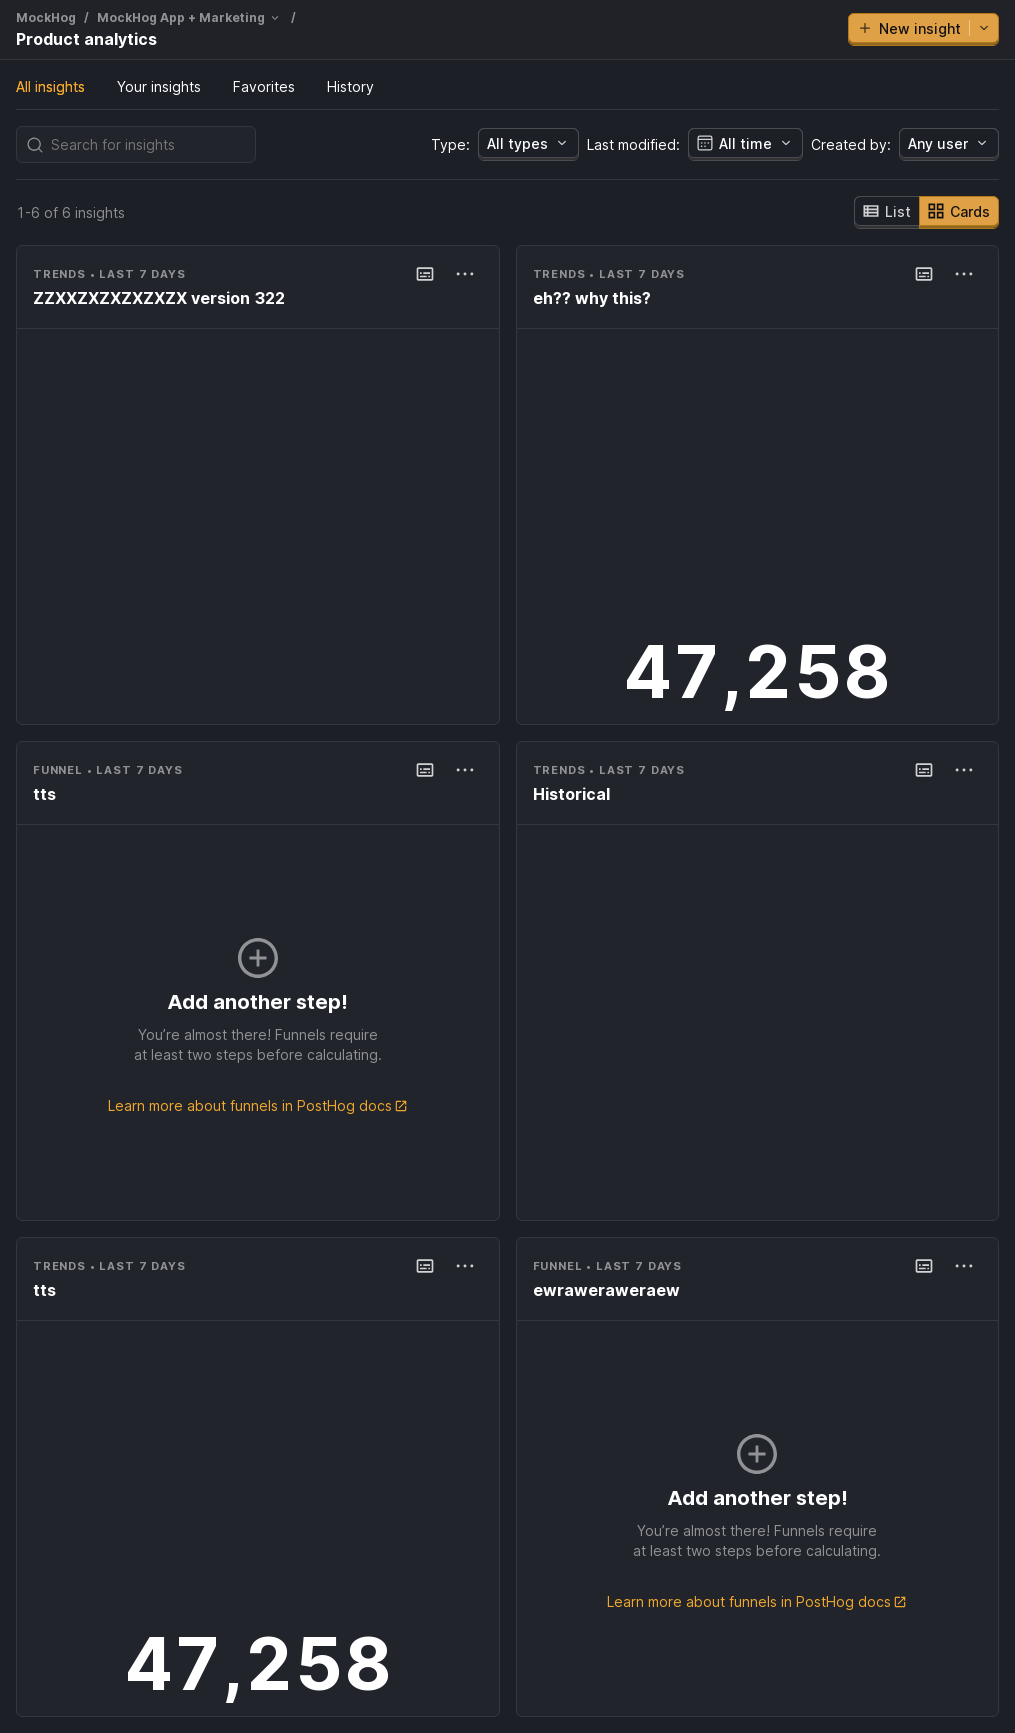 MockHog / MockHog App + Marketing /
Product analytics
New insight
All insights Your insights Favorites History
Search for insights
Type: All types Last modified: All time Created by: Any user
1-6 of 6 insights
List Cards
TRENDS • LAST 7 DAYS
ZZXXZXZXZXZXZX version 322
TRENDS • LAST 7 DAYS
eh?? why this?
47,258
FUNNEL • LAST 7 DAYS
tts
Add another step!
You’re almost there! Funnels require
at least two steps before calculating.
Learn more about funnels in PostHog docs
TRENDS • LAST 7 DAYS
Historical
TRENDS • LAST 7 DAYS
tts
47,258
FUNNEL • LAST 7 DAYS
ewraweraweraew
Add another step!
You’re almost there! Funnels require
at least two steps before calculating.
Learn more about funnels in PostHog docs